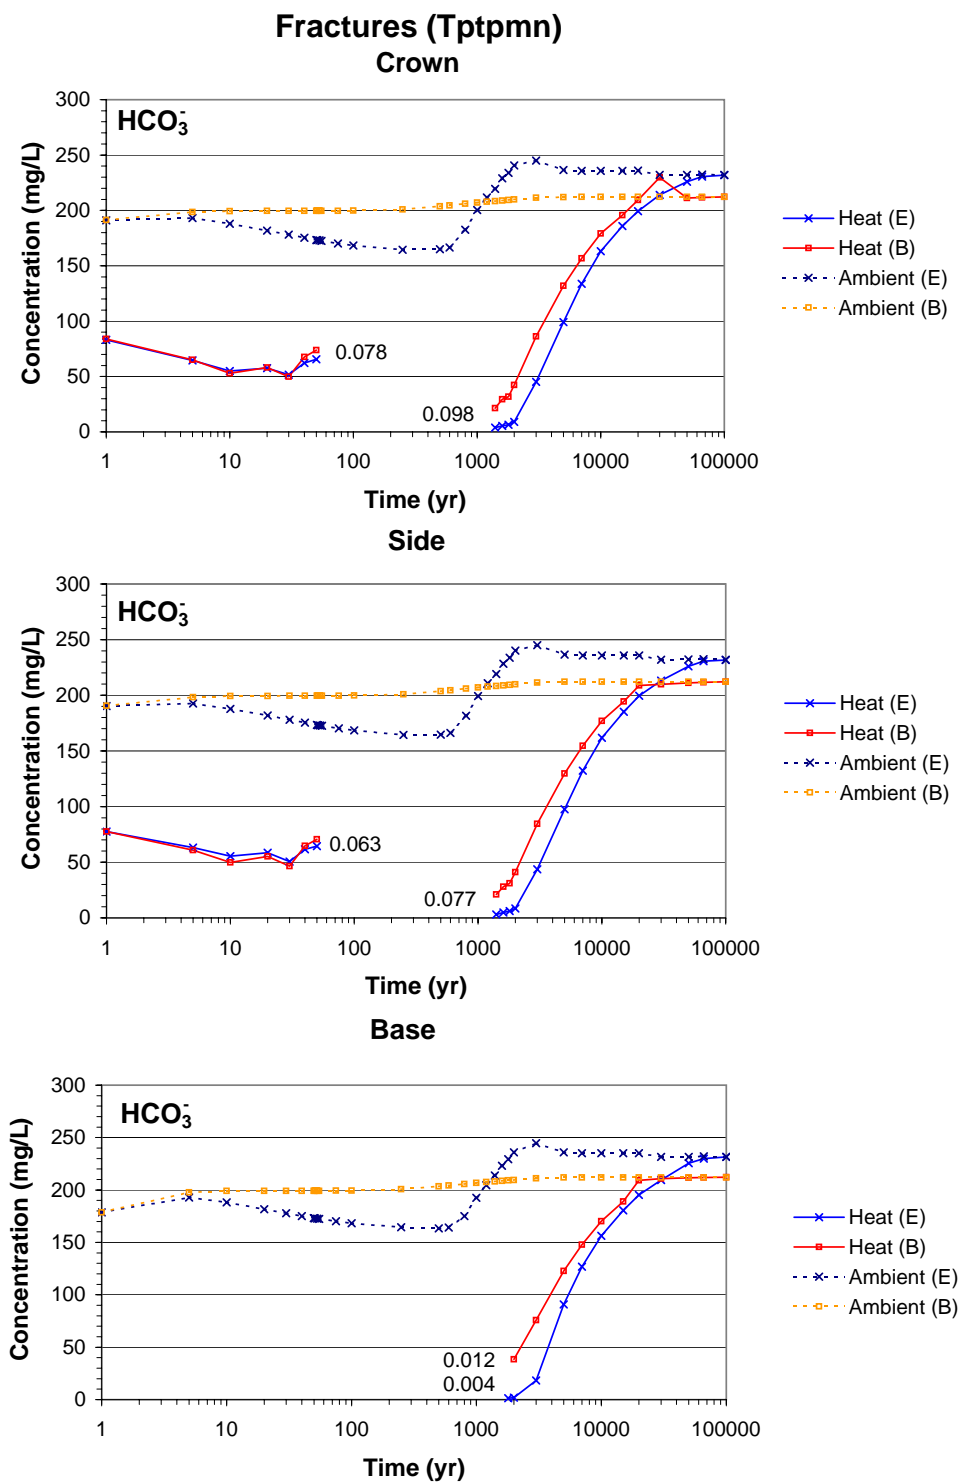 Fractures (Tptpmn)
Crown
HCO3-
Concentration (mg/L)
300
250
200
150
100
50
0
0.078
0.098
1 10 100 1000 10000 100000
Time (yr)
Heat (E)
Heat (B)
Ambient (E)
Ambient (B)
Side
HCO3-
Concentration (mg/L)
300
250
200
150
100
50
0
0.063
0.077
1 10 100 1000 10000 100000
Time (yr)
Heat (E)
Heat (B)
Ambient (E)
Ambient (B)
Base
HCO3-
Concentration (mg/L)
300
250
200
150
100
50
0
0.012
0.004
1 10 100 1000 10000 100000
Time (yr)
Heat (E)
Heat (B)
Ambient (E)
Ambient (B)